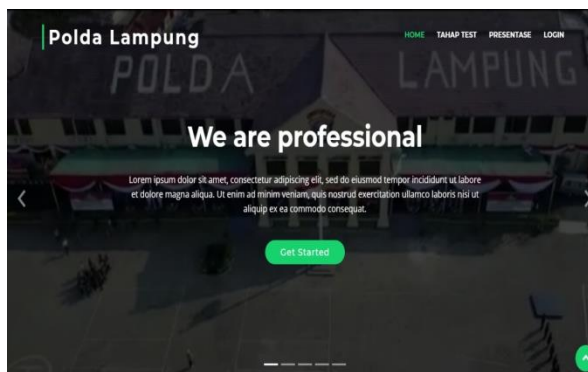 Polda Lampung
HOME TAHAP TEST PRESENTASE LOGIN
POLDA LAMPUNG
We are professional
Lorem ipsum dolor sit amet, consectetur adipiscing elit, sed do eiusmod tempor incididunt ut labore
et dolore magna aliqua. Ut enim ad minim veniam, quis nostrud exercitation ullamco laboris nisi ut
aliquip ex ea commodo consequat.
Get Started